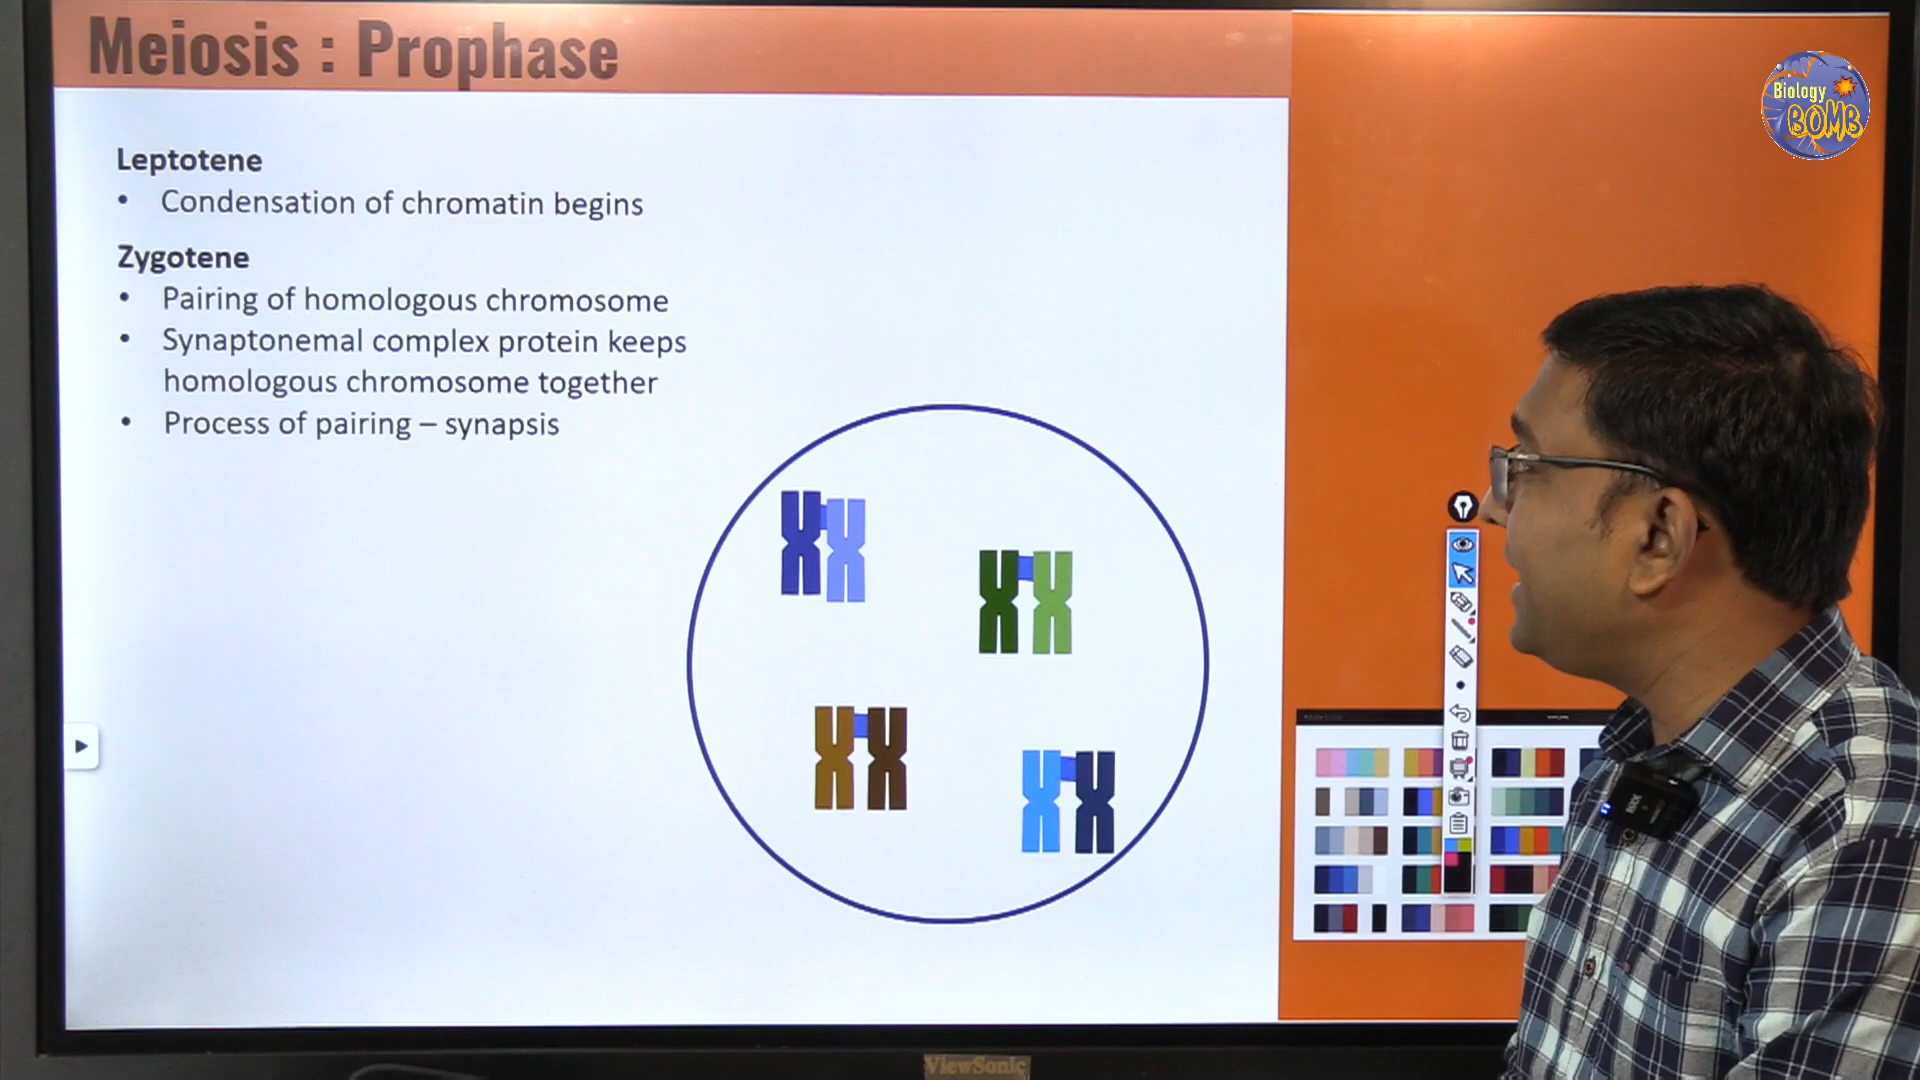 Meiosis : Prophase
Biology
BOMB
Leptotene
• Condensation of chromatin begins
Zygotene
• Pairing of homologous chromosome
• Synaptonemal complex protein keeps
homologous chromosome together
• Process of pairing – synapsis
RODE
ViewSonic